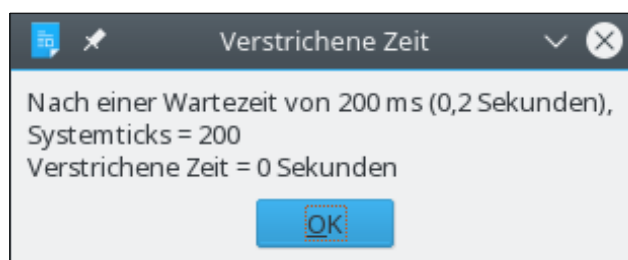 Verstrichene Zeit
Nach einer Wartezeit von 200 ms (0,2 Sekunden),
Systemticks = 200
Verstrichene Zeit = 0 Sekunden
OK